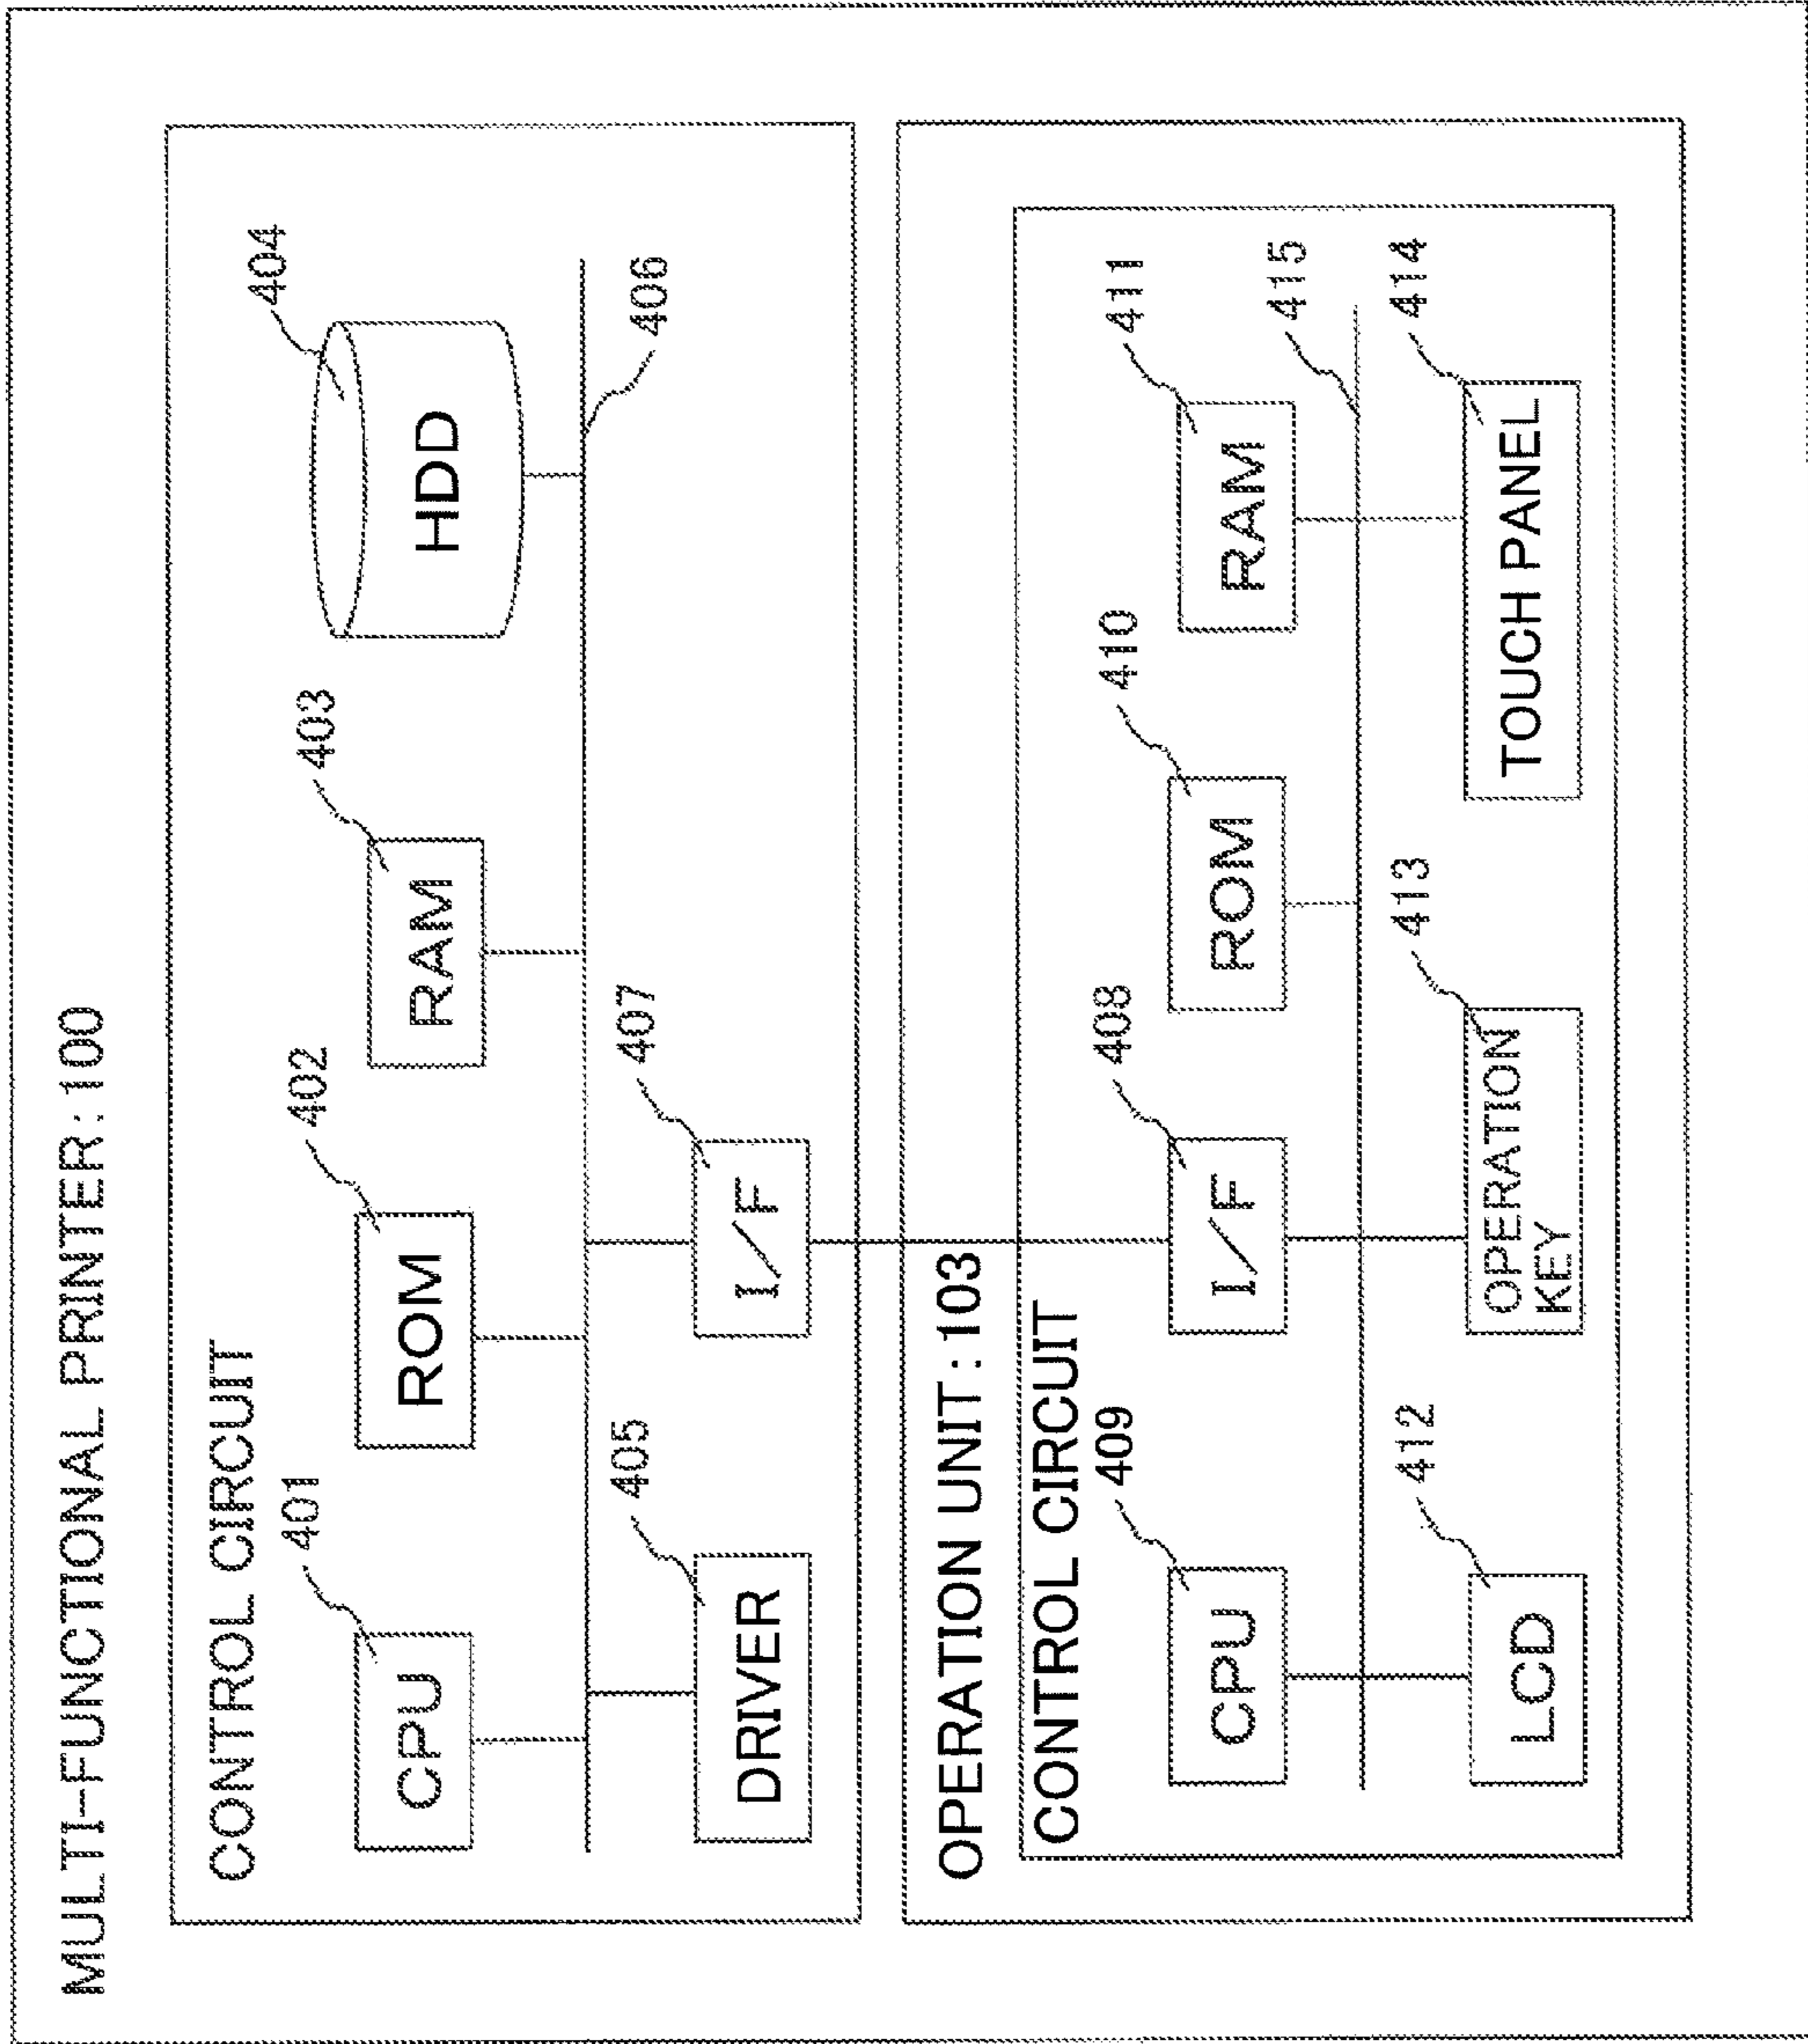 MULTI-FUNCTIONAL PRINTER:100
CONTROL CIRCUIT
401
402
403
404
CPU
ROM
RAM
HDD
406
405
407
DRIVER
I/F
OPERATION UNIT:103
CONTROL CIRCUIT
409
408
410
411
CPU
I/F
ROM
RAM
415
412
413
414
LCD
OPERATION
KEY
TOUCH PANEL